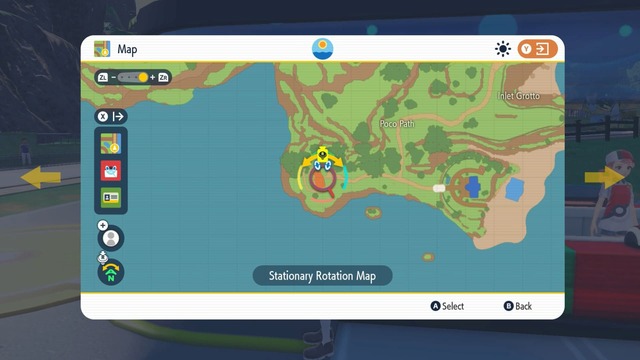 Map
Y
ZL - + ZR
Inlet Grotto
X
Poco Path
N
Stationary Rotation Map
A Select
B Back